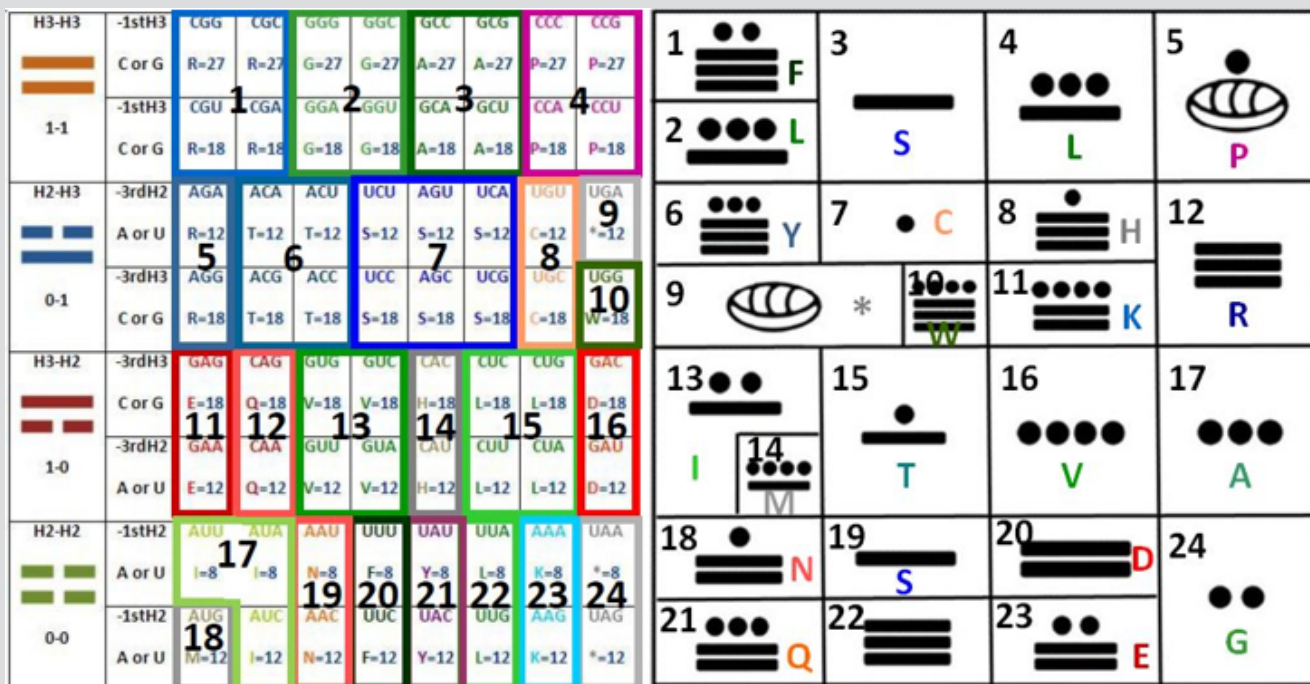 H3-H3 -1stH3 CGG CGC GGG GGC GCC GCG CCC CCG
C or G R=27 R=27 G=27 G=27 A=27 A=27 P=27 P=27
1 2 3 4
-1stH3 CGU CGA GGA GGU GCA GCU CCA CCU
1-1
C or G R=18 R=18 G=18 G=18 A=18 A=18 P=18 P=18
H2-H3 -3rdH2 AGA ACA ACU UCU AGU UCA UGU UGA
9
A or U R=12 T=12 T=12 S=12 S=12 S=12 C=12 *=12
5 6 7 8
-3rdH3 AGG ACG ACC UCC AGC UCG UGC UGG
0-1
10
C or G R=18 T=18 T=18 S=18 S=18 S=18 C=18 W=18
H3-H2 -3rdH3 GAG CAG GUG GUC CAC CUC CUG GAC
C or G E=18 Q=18 V=18 V=18 H=18 L=18 L=18 D=18
11 12 13 14 15 16
-3rdH2 GAA CAA GUU GUA CAU CUU CUA GAU
1-0
A or U E=12 Q=12 V=12 V=12 H=12 L=12 L=12 D=12
H2-H2 -1stH2 AUU AUA AAU UUU UAU UUA AAA UAA
17
A or U I=8 I=8 N=8 F=8 Y=8 L=8 K=8 *=8
19 20 21 22 23 24
-1stH2 AUG AUC AAC UUC UAC UUG AAG UAG
0-0
18
A or U M=12 I=12 N=12 F=12 Y=12 L=12 K=12 *=12
1 F
2 L
3 S
4 L
5 P
6 Y
7 C
8 H
12 R
9 *
10 W
11 K
13 I
14 M
15 T
16 V
17 A
18 N
19 S
20 D
24 G
21 Q
22
23 E